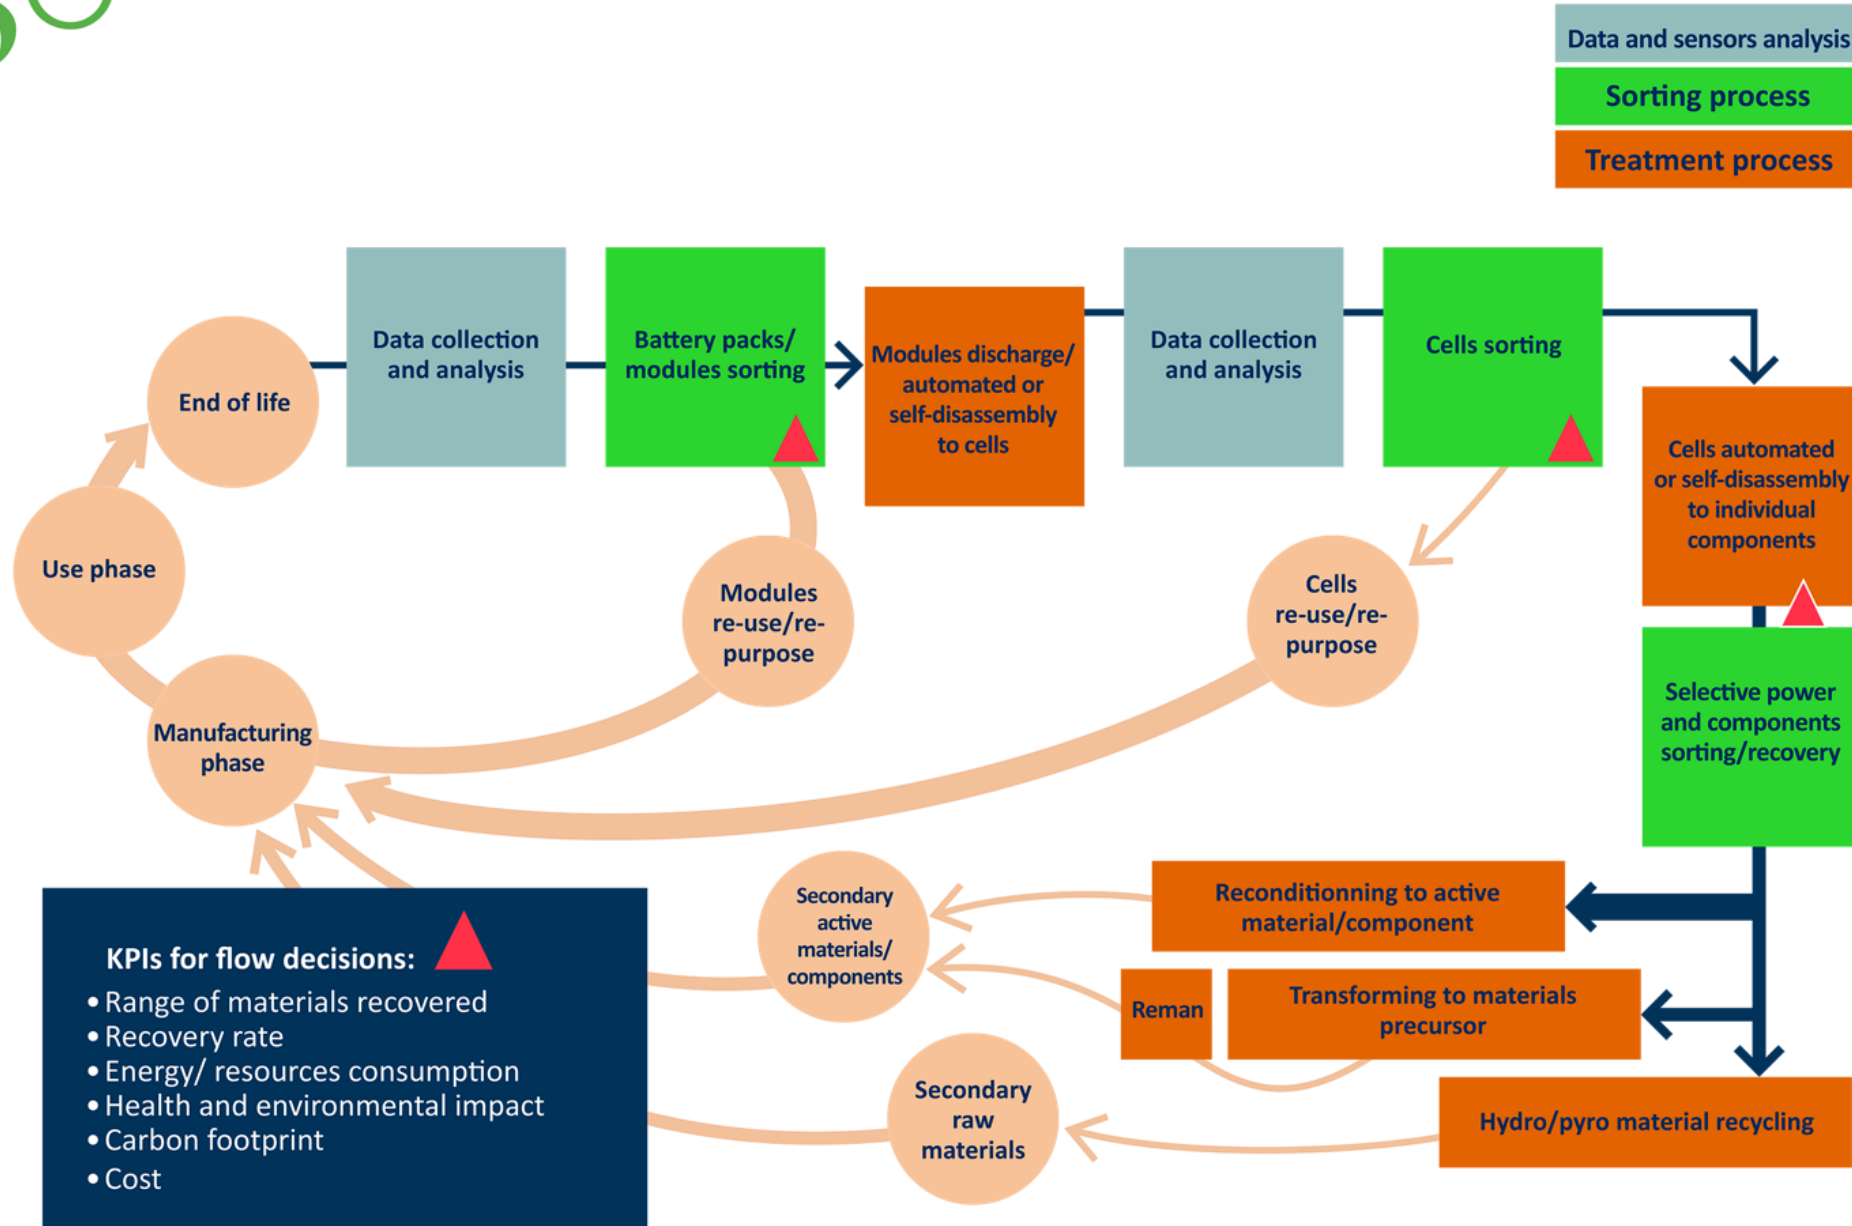 Data and sensors analysis
Sorting process
Treatment process
End of life
Data collection
and analysis
Battery packs/
modules sorting
Modules discharge/
automated or
self-disassembly
to cells
Data collection
and analysis
Cells sorting
Cells automated
or self-disassembly
to individual
components
Use phase
Modules
re-use/re-
purpose
Cells
re-use/re-
purpose
Selective power
and components
sorting/recovery
Manufacturing
phase
Secondary
active
materials/
components
Reconditionning to active
material/component
Reman
Transforming to materials
precursor
Secondary
raw
materials
Hydro/pyro material recycling
KPIs for flow decisions:
• Range of materials recovered
• Recovery rate
• Energy/ resources consumption
• Health and environmental impact
• Carbon footprint
• Cost